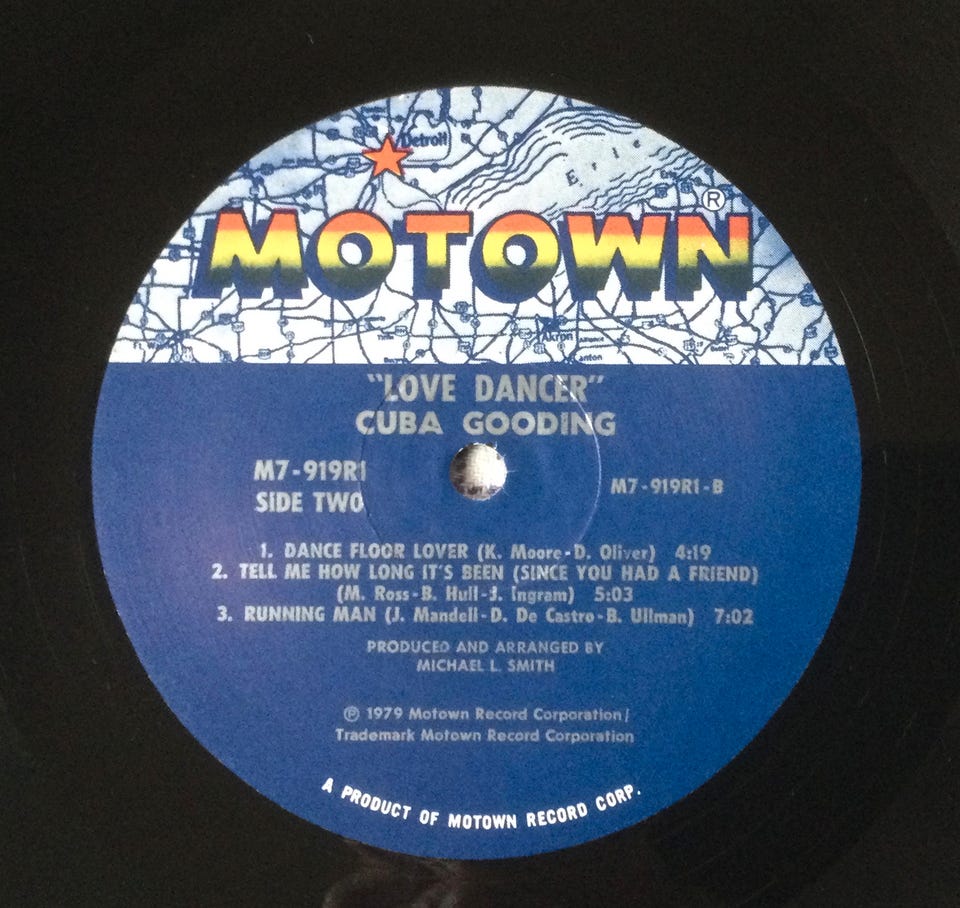 Detroit
Erie
MOTOWN®
Akron
"LOVE DANCER"
CUBA GOODING
M7-919R1
SIDE TWO
M7-919R1-B
1. DANCE FLOOR LOVER (K. Moore-D. Oliver) 4:19
2. TELL ME HOW LONG IT'S BEEN (SINCE YOU HAD A FRIEND)
(M. Ross-B. Hull-J. Ingram) 5:03
3. RUNNING MAN (J. Mandell-D. De Castro-B. Ullman) 7:02
PRODUCED AND ARRANGED BY
MICHAEL L. SMITH
℗ 1979 Motown Record Corporation/
Trademark Motown Record Corporation
A PRODUCT OF MOTOWN RECORD CORP.